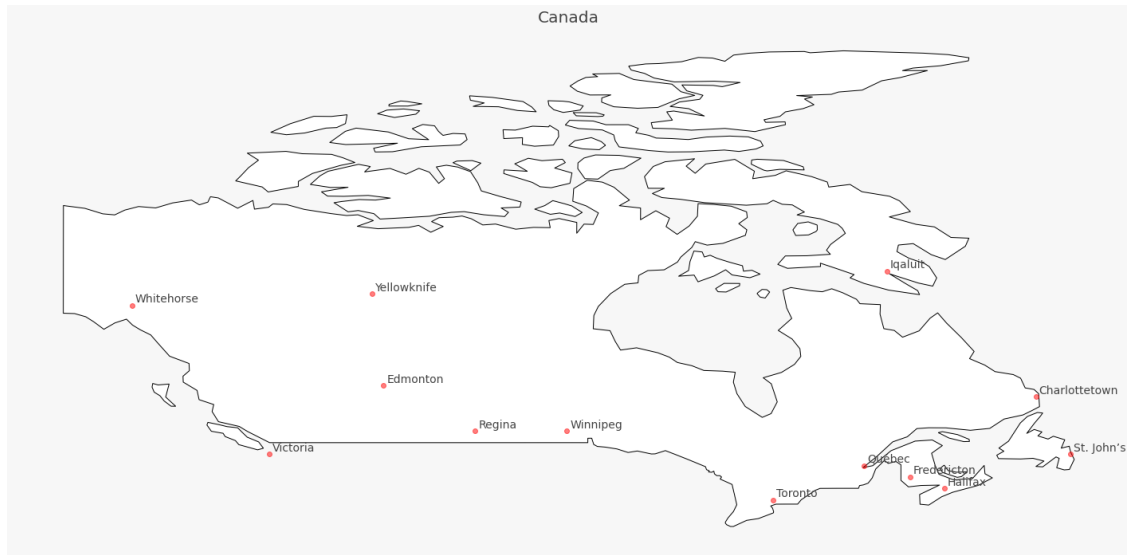 Canada
Iqaluit
Yellowknife
Whitehorse
Edmonton
Charlottetown
Regina
Winnipeg
Victoria
St. John’s
Quebec
Fredericton
Halifax
Toronto